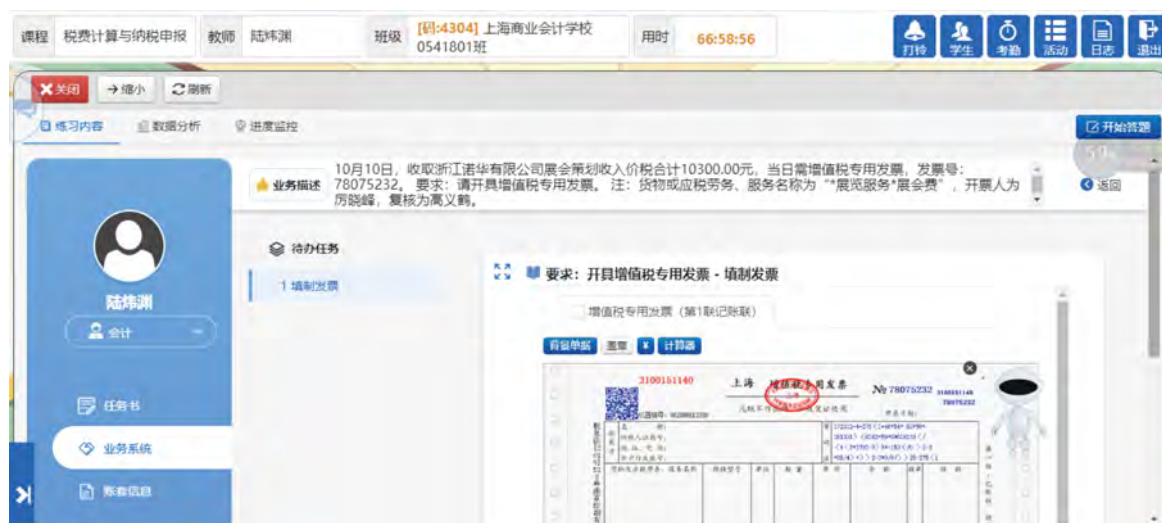 课程 税费计算与纳税申报 教师 陆炜渊 班级 [码:4304] 上海商业会计学校 0541801班 用时 66:58:56 打铃 学生 考勤 活动 日志 退出
关闭 缩小 刷新
练习内容 数据分析 进度监控 开始答题
业务描述 10月10日，收取浙江诺华有限公司展会策划收入价税合计10300.00元，当日需增值税专用发票，发票号：
78075232。 要求：请开具增值税专用发票。 注：货物或应税劳务、服务名称为“*展览服务*展会费”，开票人为
厉晓峰，复核为高义鹤。
返回
待办任务
1 填制发票
要求：开具增值税专用发票 - 填制发票
增值税专用发票（第1联记账联）
背景单据 盖章 ¥ 计算器
陆炜渊
会计
任务书
业务系统
账套信息
3100151140 上海 增值税专用发票 No 78075232
3100151140
78075232